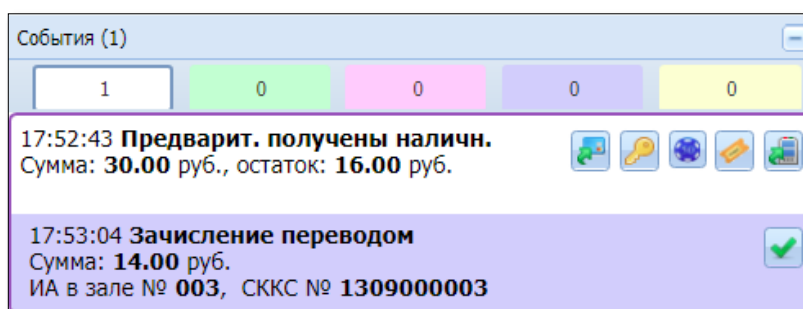 События (1)
1 0 0 0 0
17:52:43 Предварит. получены наличн.
Сумма: 30.00 руб., остаток: 16.00 руб.
17:53:04 Зачисление переводом
Сумма: 14.00 руб.
ИА в зале № 003, СККС № 1309000003